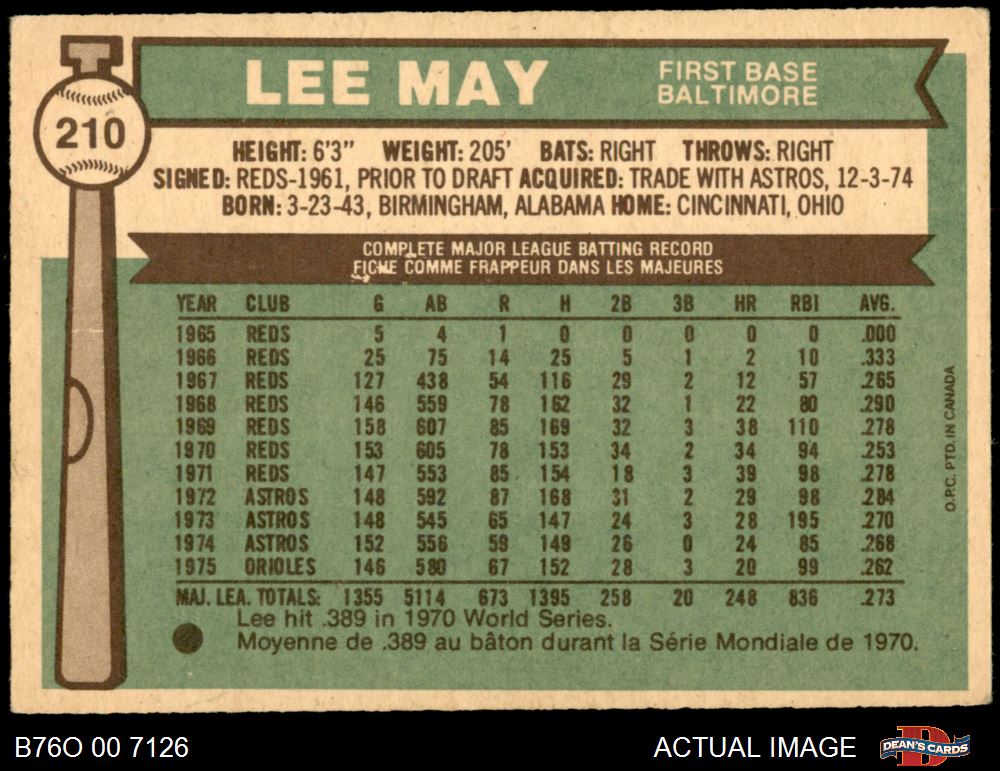 210
LEE MAY
FIRST BASE
BALTIMORE
HEIGHT: 6'3" WEIGHT: 205' BATS: RIGHT THROWS: RIGHT
SIGNED: REDS-1961, PRIOR TO DRAFT ACQUIRED: TRADE WITH ASTROS, 12-3-74
BORN: 3-23-43, BIRMINGHAM, ALABAMA HOME: CINCINNATI, OHIO
COMPLETE MAJOR LEAGUE BATTING RECORD
FICHE COMME FRAPPEUR DANS LES MAJEURES
YEAR CLUB G AB R H 2B 3B HR RBI AVG.
1965 REDS 5 4 1 0 0 0 0 0 .000
1966 REDS 25 75 14 25 5 1 2 10 .333
1967 REDS 127 438 54 116 29 2 12 57 .265
1968 REDS 146 559 78 162 32 1 22 80 .290
1969 REDS 158 607 85 169 32 3 38 110 .278
1970 REDS 153 605 78 153 34 2 34 94 .253
1971 REDS 147 553 85 154 18 3 39 98 .278
1972 ASTROS 148 592 87 168 31 2 29 98 .284
1973 ASTROS 148 545 65 147 24 3 28 195 .270
1974 ASTROS 152 556 59 149 26 0 24 85 .268
1975 ORIOLES 146 580 67 152 28 3 20 99 .262
MAJ. LEA. TOTALS: 1355 5114 673 1395 258 20 248 836 .273
Lee hit .389 in 1970 World Series.
Moyenne de .389 au bâton durant la Série Mondiale de 1970.
O.P.C. PTD. IN CANADA
B76O 00 7126
ACTUAL IMAGE
DEAN'S CARDS